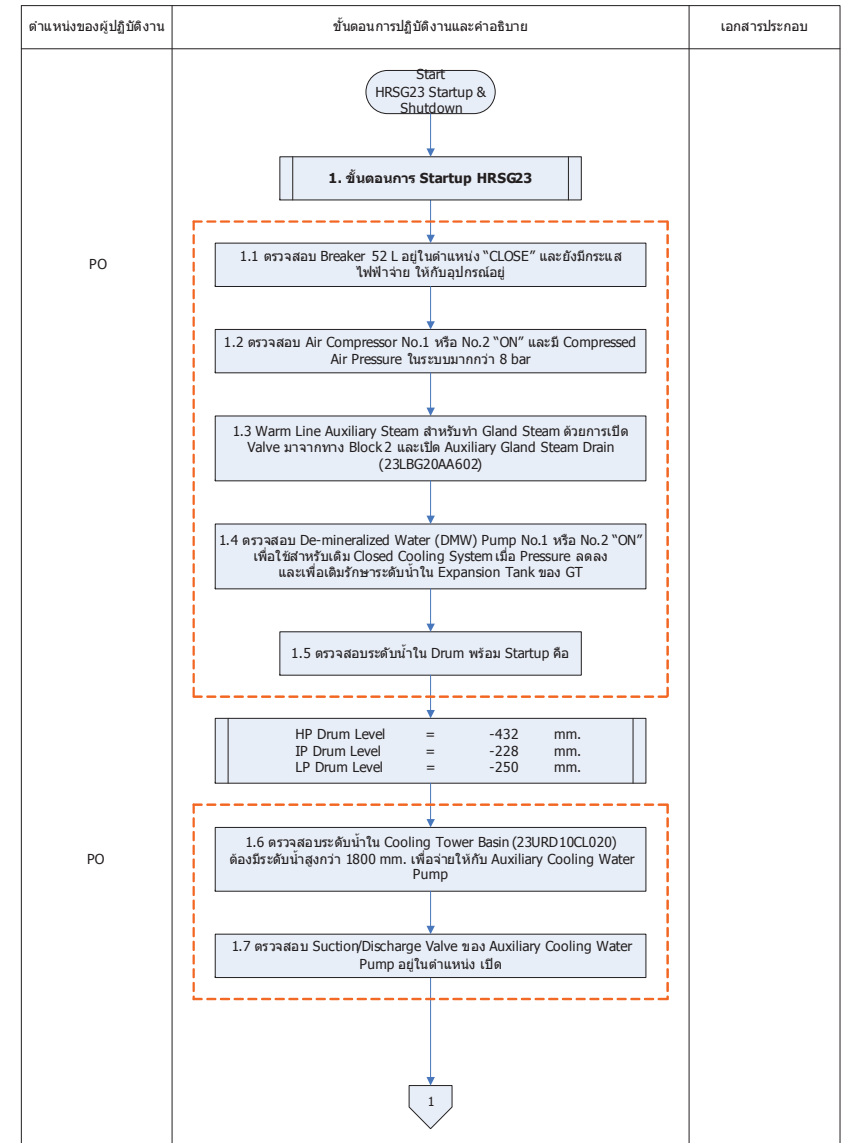 ตำแหน่งของผู้ปฏิบัติงาน
ขั้นตอนการปฏิบัติงานและคำอธิบาย
เอกสารประกอบ
Start
HRSG23 Startup &
Shutdown
1. ขั้นตอนการ Startup HRSG23
PO
1.1 ตรวจสอบ Breaker 52 L อยู่ในตำแหน่ง “CLOSE” และยังมีกระแส
ไฟฟ้าจ่าย ให้กับอุปกรณ์อยู่
1.2 ตรวจสอบ Air Compressor No.1 หรือ No.2 “ON” และมี Compressed
Air Pressure ในระบบมากกว่า 8 bar
1.3 Warm Line Auxiliary Steam สำหรับทำ Gland Steam ด้วยการเปิด
Valve มาจากทาง Block 2 และเปิด Auxiliary Gland Steam Drain
(23LBG20AA602)
1.4 ตรวจสอบ De-mineralized Water (DMW) Pump No.1 หรือ No.2 “ON”
เพื่อใช้สำหรับเติม Closed Cooling System เมื่อ Pressure ลดลง
และเพื่อเติมรักษาระดับน้ำใน Expansion Tank ของ GT
1.5 ตรวจสอบระดับน้ำใน Drum พร้อม Startup คือ
HP Drum Level = -432 mm.
IP Drum Level = -228 mm.
LP Drum Level = -250 mm.
PO
1.6 ตรวจสอบระดับน้ำใน Cooling Tower Basin (23URD10CL020)
ต้องมีระดับน้ำสูงกว่า 1800 mm. เพื่อจ่ายให้กับ Auxiliary Cooling Water
Pump
1.7 ตรวจสอบ Suction/Discharge Valve ของ Auxiliary Cooling Water
Pump อยู่ในตำแหน่ง เปิด
1